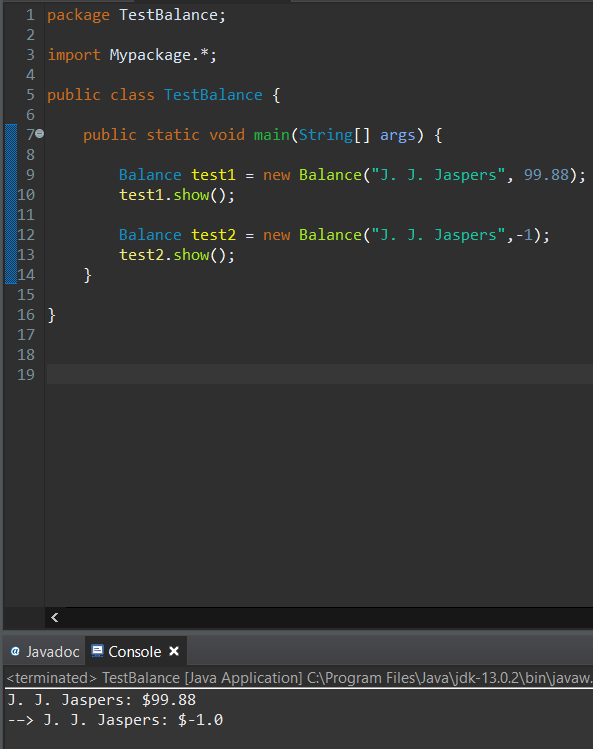 1 package TestBalance;
2
3 import Mypackage.*;
4
5 public class TestBalance {
6
7 public static void main(String[] args) {
8
9 Balance test1 = new Balance("J. J. Jaspers", 99.88);
10 test1.show();
11
12 Balance test2 = new Balance("J. J. Jaspers",-1);
13 test2.show();
14 }
15
16 }
17
18
19
@ Javadoc Console
<terminated> TestBalance [Java Application] C:\Program Files\Java\jdk-13.0.2\bin\javaw.
J. J. Jaspers: $99.88
--> J. J. Jaspers: $-1.0